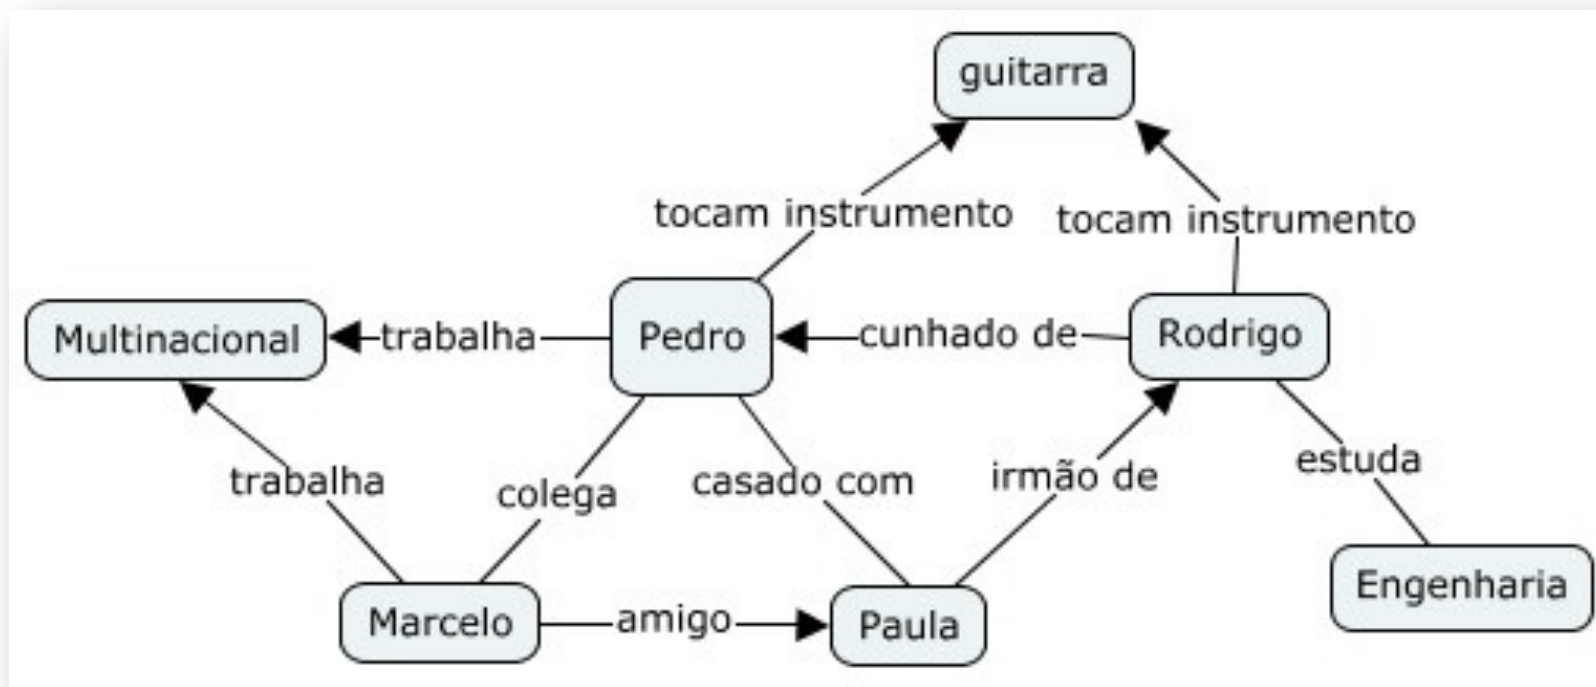 guitarra
tocam instrumento
tocam instrumento
Multinacional
trabalha
Pedro
cunhado de
Rodrigo
trabalha
colega
casado com
irmão de
estuda
Marcelo
amigo
Paula
Engenharia